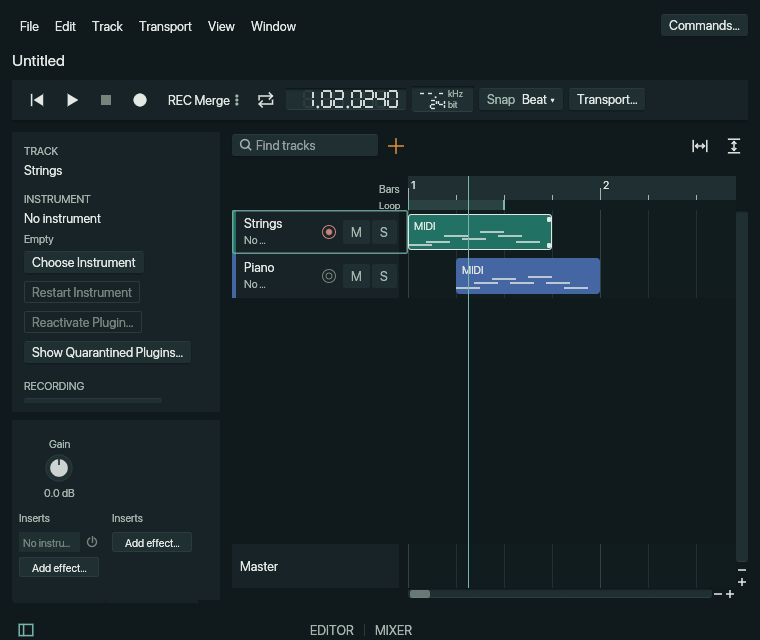 File Edit Track Transport View Window Commands...
Untitled
REC Merge 1.02.0240 --.- kHz Snap Beat Transport...
24 bit
TRACK
Strings
INSTRUMENT
No instrument
Empty
Choose Instrument
Restart Instrument
Reactivate Plugin...
Show Quarantined Plugins...
RECORDING
Gain
0.0 dB
Inserts Inserts
No instru... Add effect...
Add effect...
Find tracks
Bars 1 2
Loop
Strings M S MIDI
No ...
Piano M S MIDI
No ...
Master
EDITOR MIXER